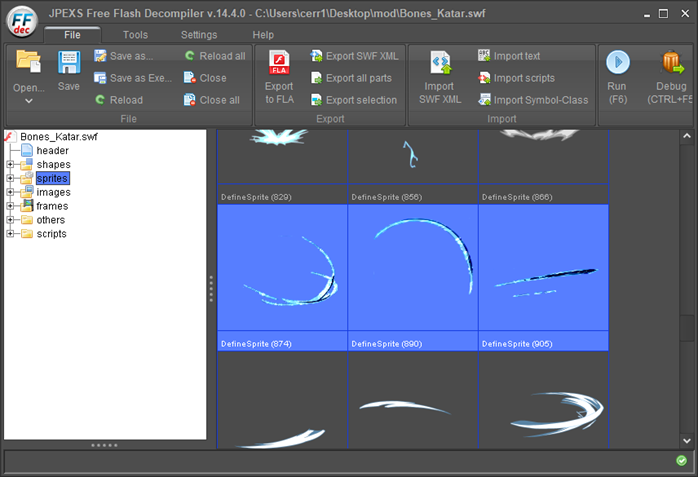 FF
dec
JPEXS Free Flash Decompiler v.14.4.0 - C:\Users\cerr1\Desktop\mod\Bones_Katar.swf
File Tools Settings Help
Open...
Save
Save as...
Save as Exe...
Reload
Reload all
Close
Close all
File
.FLA
Export
to FLA
Export SWF XML
Export all parts
Export selection
Export
Import
SWF XML
Import text
Import scripts
Import Symbol-Class
Import
Run
(F6)
Debug
(CTRL+F5
Bones_Katar.swf
header
shapes
sprites
images
frames
others
scripts
DefineSprite (829) DefineSprite (856) DefineSprite (866)
DefineSprite (874) DefineSprite (890) DefineSprite (905)